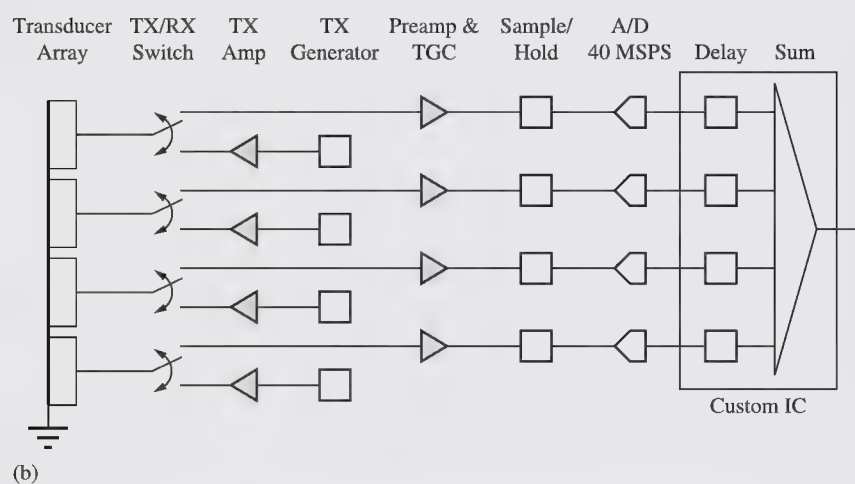 Transducer TX/RX TX TX Preamp & Sample/ A/D
Array Switch Amp Generator TGC Hold 40 MSPS Delay Sum
Custom IC
(b)